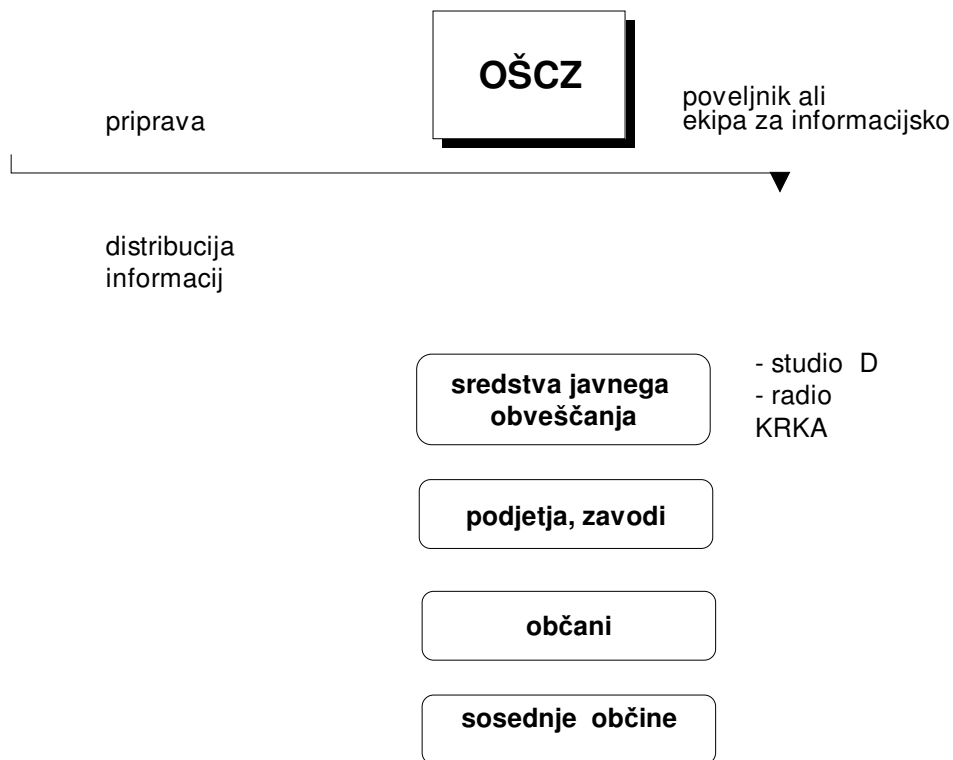 OŠCZ
priprava
poveljnik ali
ekipa za informacijsko
distribucija
informacij
sredstva javnega
obveščanja
- studio D
- radio
KRKA
podjetja, zavodi
občani
sosednje občine